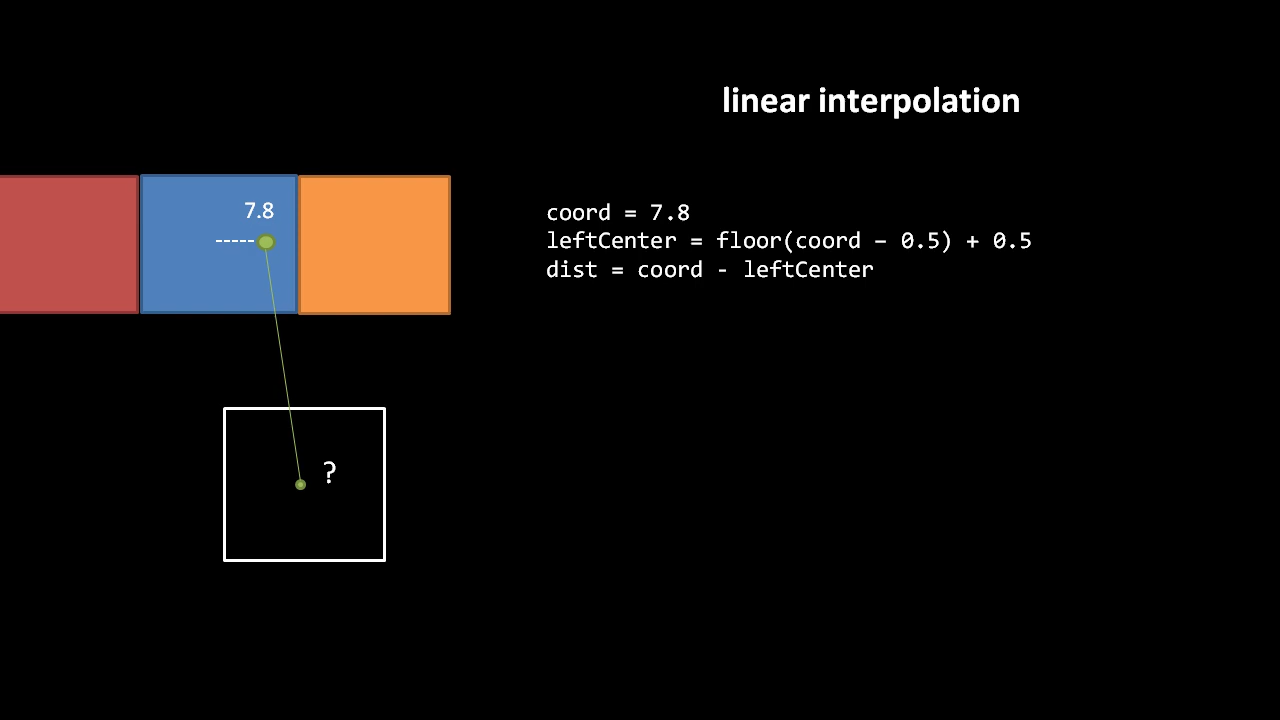 linear interpolation
7.8
coord = 7.8
leftCenter = floor(coord – 0.5) + 0.5
dist = coord - leftCenter
?